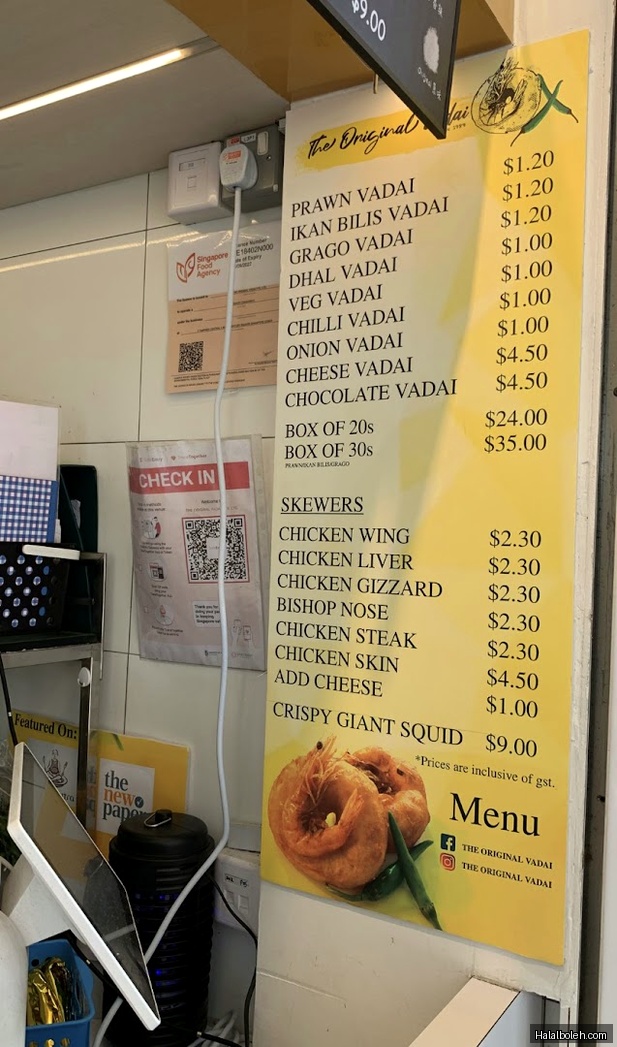 $9.00
The Original Vadai
PRAWN VADAI $1.20
IKAN BILIS VADAI $1.20
GRAGO VADAI $1.20
DHAL VADAI $1.00
VEG VADAI $1.00
CHILLI VADAI $1.00
ONION VADAI $1.00
CHEESE VADAI $4.50
CHOCOLATE VADAI $4.50
BOX OF 20s $24.00
BOX OF 30s $35.00
PRAWN/IKAN BILIS/GRAGO
SKEWERS
CHICKEN WING $2.30
CHICKEN LIVER $2.30
CHICKEN GIZZARD $2.30
BISHOP NOSE $2.30
CHICKEN STEAK $2.30
CHICKEN SKIN $4.50
ADD CHEESE $1.00
CRISPY GIANT SQUID $9.00
*Prices are inclusive of gst.
Menu
THE ORIGINAL VADAI
THE ORIGINAL VADAI
Singapore
Food
Agency
CHECK IN
Featured On:
the
new
paper
Halalboleh.com